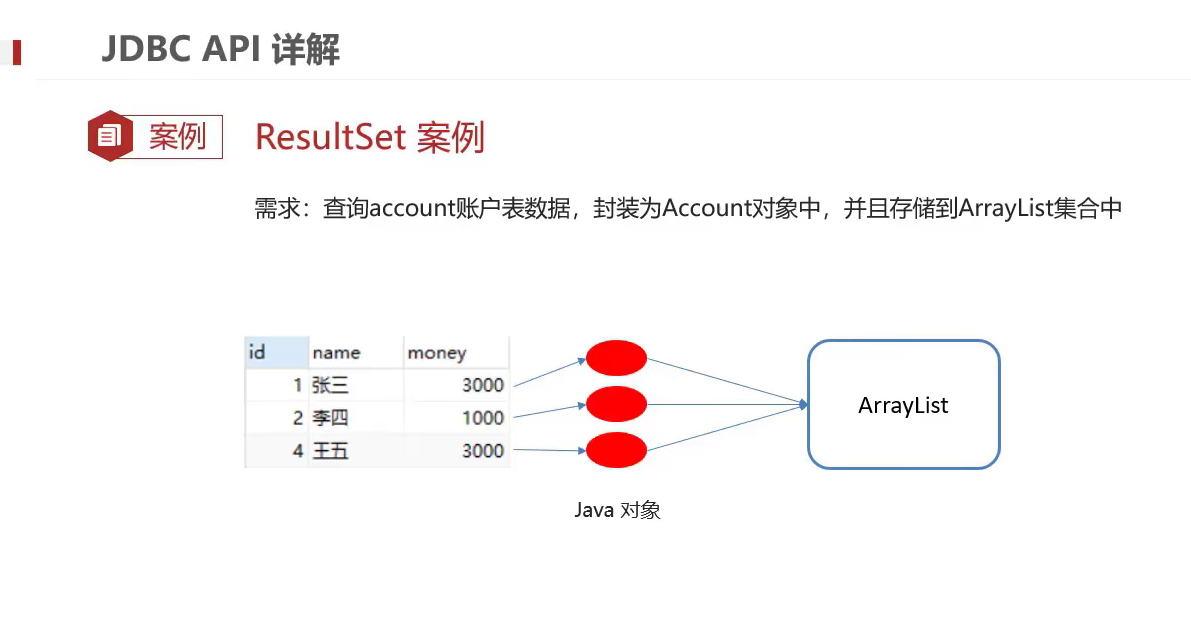 JDBC API 详解
案例
ResultSet 案例
需求：查询account账户表数据，封装为Account对象中，并且存储到ArrayList集合中
id name money
1 张三 3000
2 李四 1000
4 王五 3000
ArrayList
Java 对象